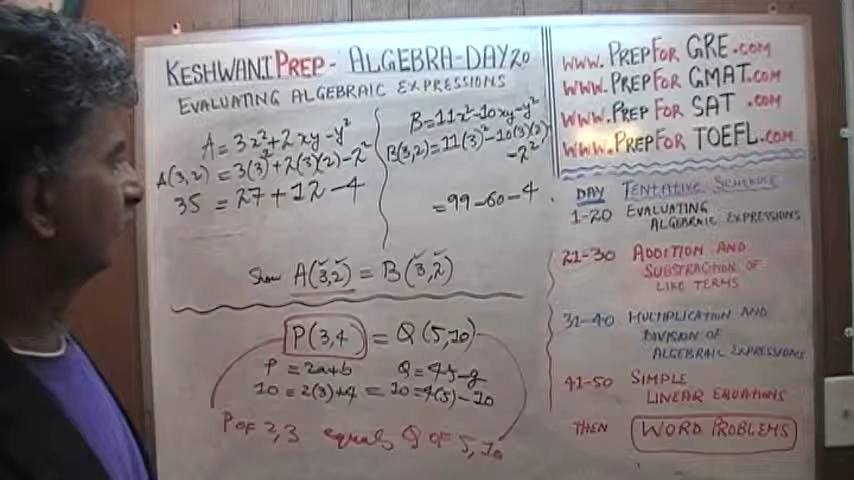 KESHWANI PREP - ALGEBRA-DAY 20
EVALUATING ALGEBRAIC EXPRESSIONS
A = 3x²+2xy-y²
A(3,2) = 3(3)²+2(3)(2)-2²
35 = 27+12-4
B=11x²-10xy-y²
B(3,2)=11(3)²-10(3)(2)
-2²
=99-60-4
Show A(3,2) = B(3,2)
P(3,4) = Q(5,10)
P = 2a+b Q=4f-g
10 = 2(3)+4 = 10=4(5)-10
P OF 2,3 equals Q OF 5,10
WWW.PREPFOR GRE.COM
WWW.PREPFOR GMAT.COM
WWW.PREPFOR SAT.COM
WWW.PREPFOR TOEFL.COM
DAY TENTATIVE SCHEDULE
1-20 EVALUATING
ALGEBRAIC EXPRESSIONS
21-30 ADDITION AND
SUBSTRACTION OF
LIKE TERMS
31-40 MULTIPLICATION AND
DIVISION OF
ALGEBRAIC EXPRESSIONS
41-50 SIMPLE
LINEAR EQUATIONS
THEN WORD PROBLEMS